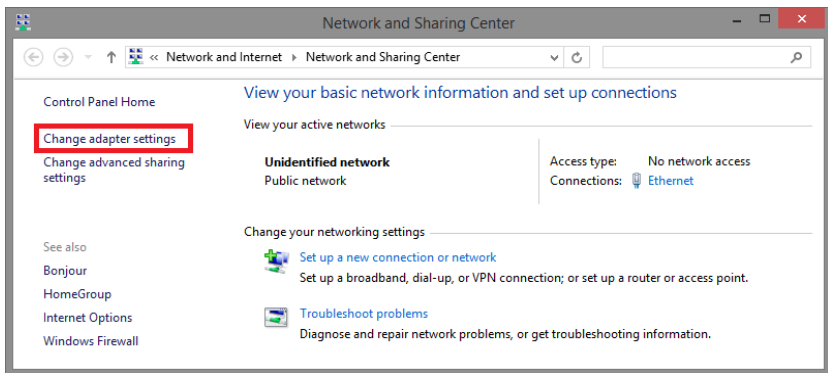 Network and Sharing Center
« Network and Internet Network and Sharing Center
Control Panel Home
Change adapter settings
Change advanced sharing
settings
See also
Bonjour
HomeGroup
Internet Options
Windows Firewall
View your basic network information and set up connections
View your active networks
Unidentified network
Public network
Access type: No network access
Connections: Ethernet
Change your networking settings
Set up a new connection or network
Set up a broadband, dial-up, or VPN connection; or set up a router or access point.
Troubleshoot problems
Diagnose and repair network problems, or get troubleshooting information.